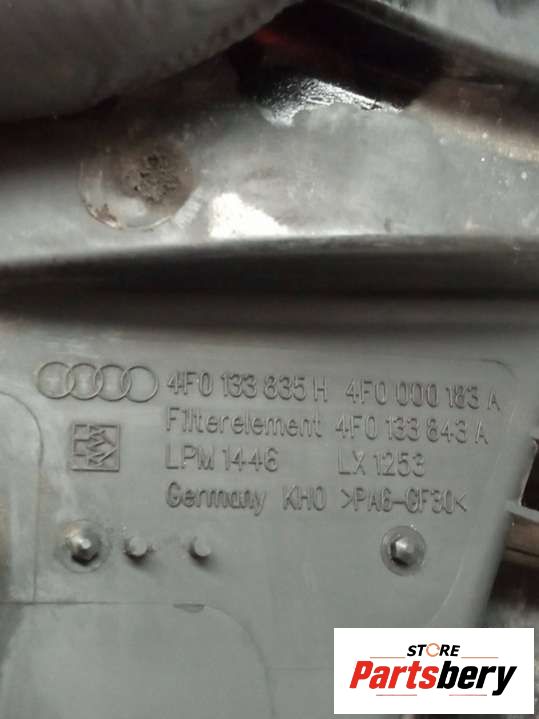 4F0 133 835 H 4F0 000 183 A
Filterelement 4F0 133 843 A
LPM 1446 LX 1253
Germany KHO >PA6-GF30<
STORE
Partsbery